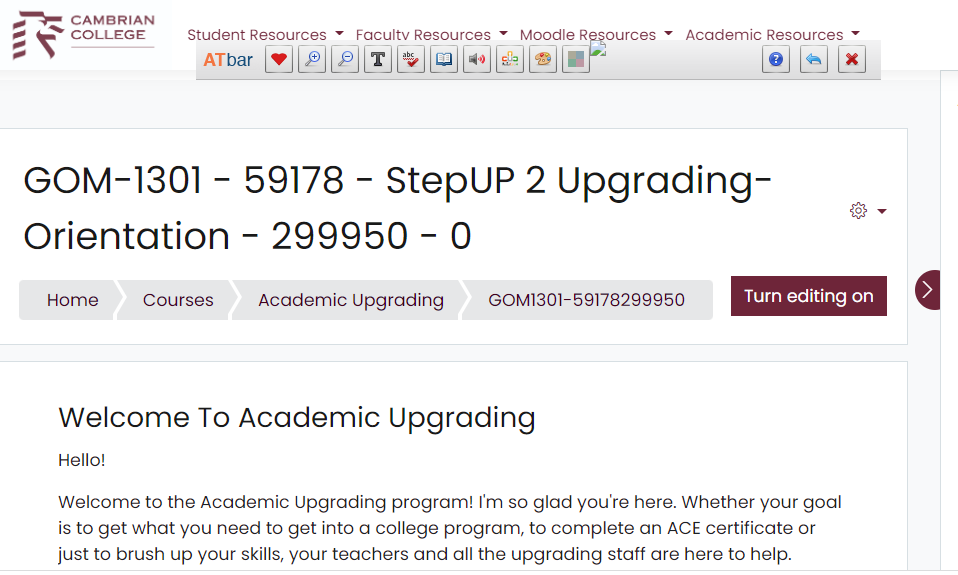 CAMBRIAN
COLLEGE
Student Resources Faculty Resources Moodle Resources Academic Resources
ATbar T abc
GOM-1301 - 59178 - StepUP 2 Upgrading-
Orientation - 299950 - 0
Home Courses Academic Upgrading GOM1301-59178299950 Turn editing on
Welcome To Academic Upgrading
Hello!
Welcome to the Academic Upgrading program! I'm so glad you're here. Whether your goal
is to get what you need to get into a college program, to complete an ACE certificate or
just to brush up your skills, your teachers and all the upgrading staff are here to help.